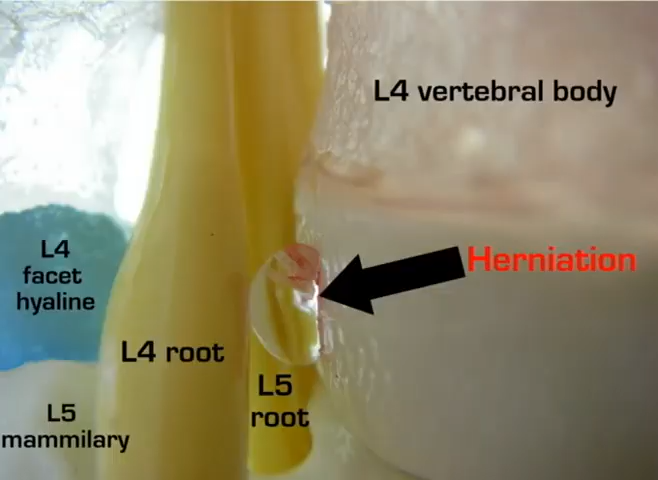 L4 vertebral body
Herniation
L4
facet
hyaline
L4 root
L5
root
L5
mammilary